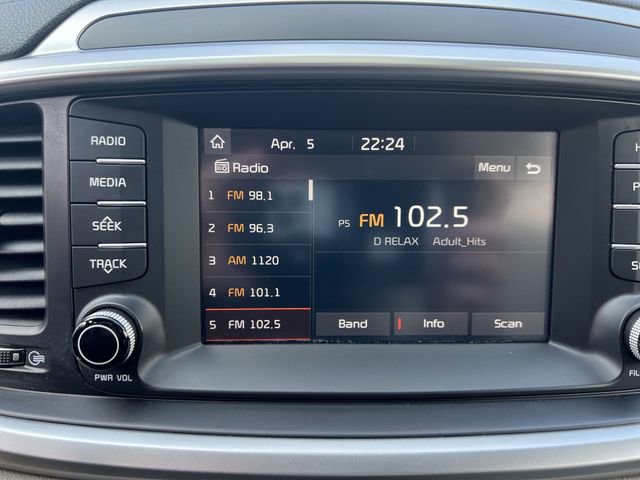 RADIO
MEDIA
SEEK
TRACK
PWR VOL
Apr. 5 22:24
Radio Menu
1 FM 98.1
2 FM 96.3
3 AM 1120
4 FM 101.1
5 FM 102.5
P5 FM 102.5
D RELAX Adult_Hits
Band Info Scan